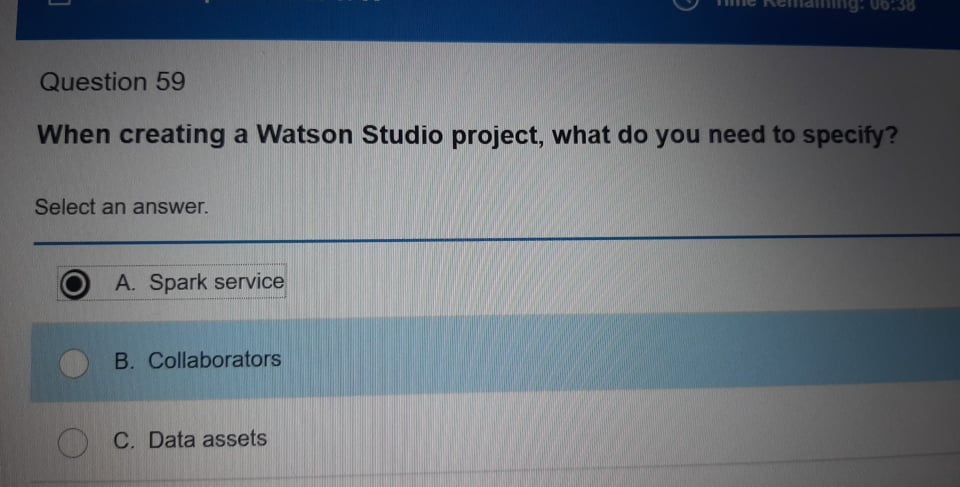 Time Remaining: 06:38
Question 59
When creating a Watson Studio project, what do you need to specify?
Select an answer.
A. Spark service
B. Collaborators
C. Data assets